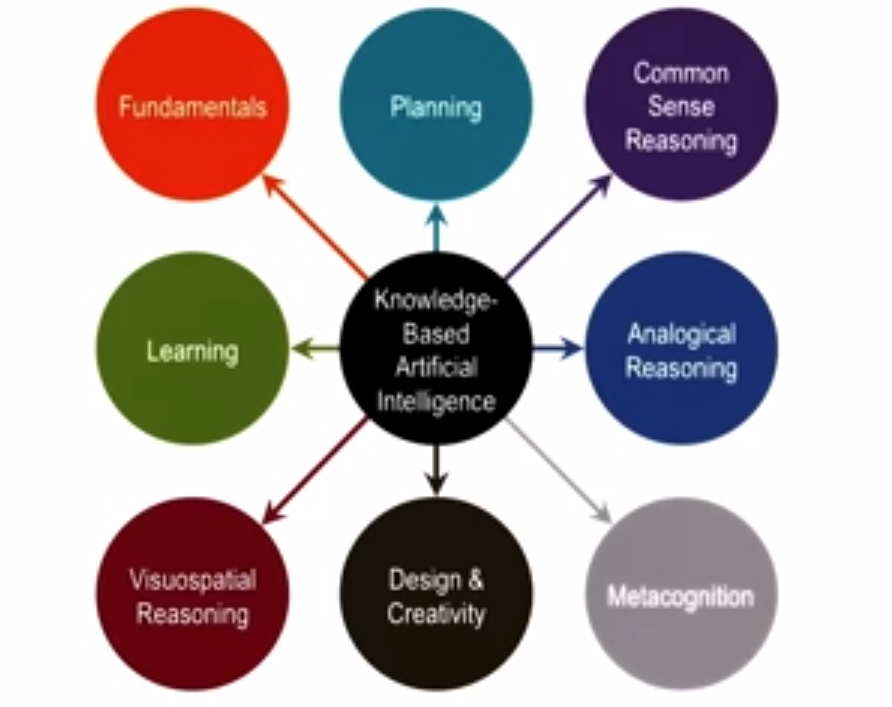 Fundamentals
Planning
Common
Sense
Reasoning
Learning
Knowledge-
Based
Artificial
Intelligence
Analogical
Reasoning
Visuospatial
Reasoning
Design &
Creativity
Metacognition